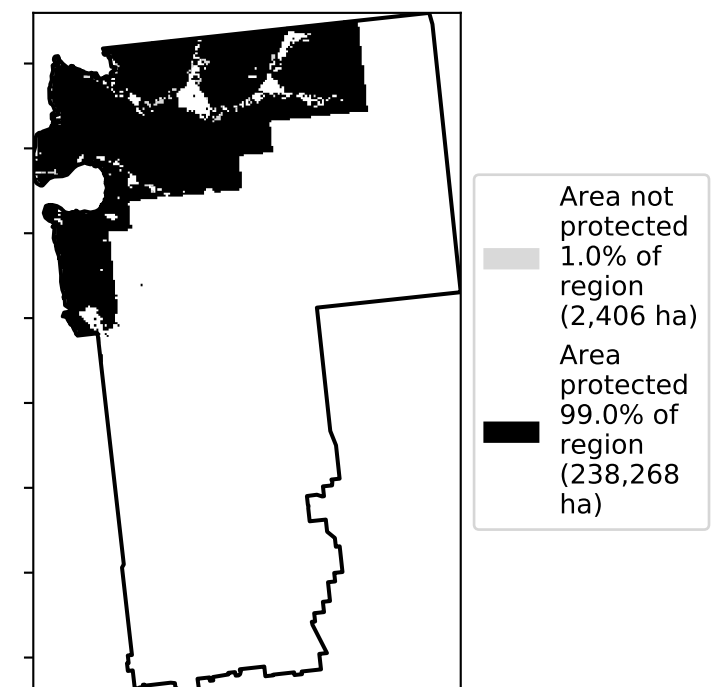 Area not
protected
1.0% of
region
(2,406 ha)
Area
protected
99.0% of
region
(238,268
ha)